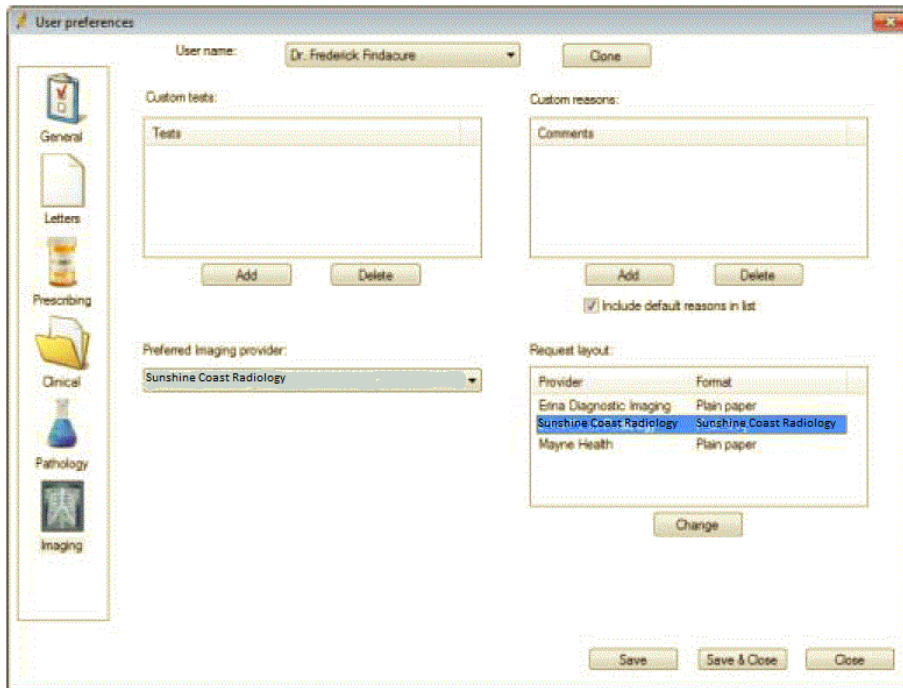 User preferences
User name: Dr. Frederick Findacure Clone
General
Letters
Prescribing
Clinical
Pathology
Imaging
Custom tests:
Tests
Add Delete
Custom reasons:
Comments
Add Delete
Include default reasons in list
Preferred Imaging provider:
Sunshine Coast Radiology
Request layout:
Provider Format
Erina Diagnostic Imaging Plain paper
Sunshine Coast Radiology Sunshine Coast Radiology
Mayne Health Plain paper
Change
Save Save & Close Close